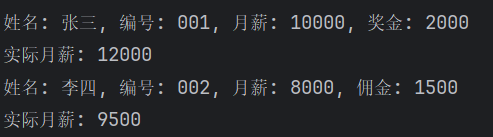 姓名: 张三, 编号: 001, 月薪: 10000, 奖金: 2000
实际月薪: 12000
姓名: 李四, 编号: 002, 月薪: 8000, 佣金: 1500
实际月薪: 9500